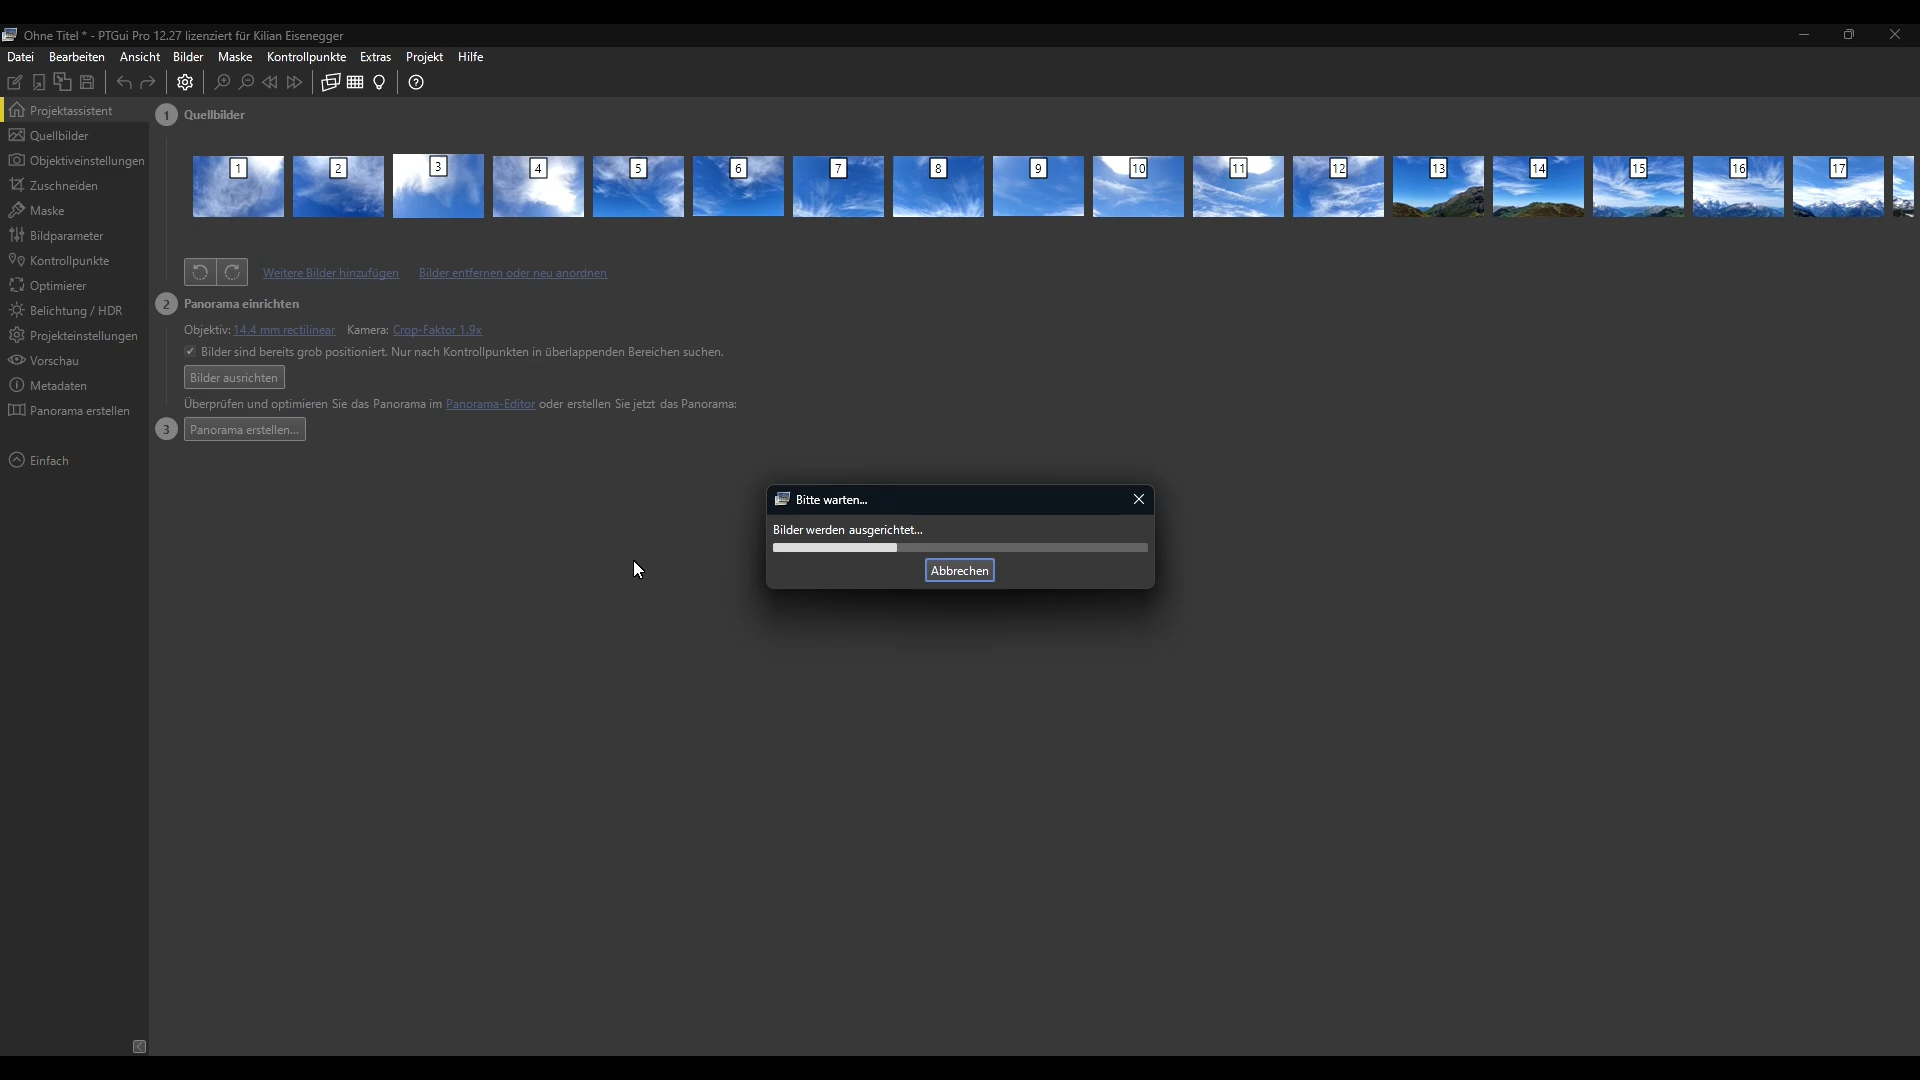 Ohne Titel * - PTGui Pro 12.27 lizenziert für Kilian Eisenegger
Datei Bearbeiten Ansicht Bilder Maske Kontrollpunkte Extras Projekt Hilfe
Projektassistent
Quellbilder
Objektiveinstellungen
Zuschneiden
Maske
Bildparameter
Kontrollpunkte
Optimierer
Belichtung / HDR
Projekteinstellungen
Vorschau
Metadaten
Panorama erstellen
Einfach
1 Quellbilder
1 2 3 4 5 6 7 8 9 10 11 12 13 14 15 16 17
Weitere Bilder hinzufügen Bilder entfernen oder neu anordnen
2 Panorama einrichten
Objektiv: 14.4 mm rectilinear Kamera: Crop-Faktor 1.9x
Bilder sind bereits grob positioniert. Nur nach Kontrollpunkten in überlappenden Bereichen suchen.
Bilder ausrichten
Überprüfen und optimieren Sie das Panorama im Panorama-Editor oder erstellen Sie jetzt das Panorama:
3 Panorama erstellen...
Bitte warten...
Bilder werden ausgerichtet...
Abbrechen